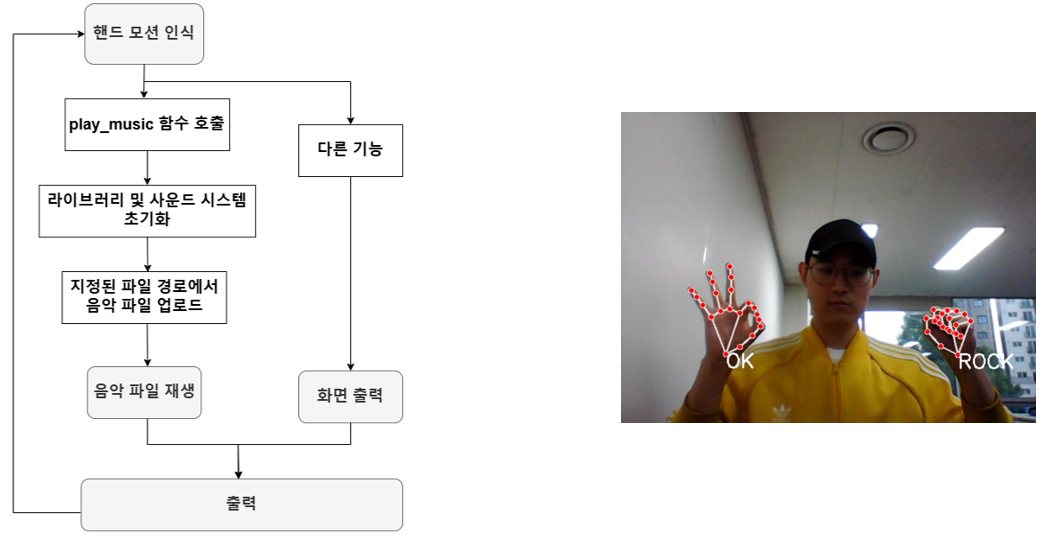 핸드 모션 인식
play_music 함수 호출
다른 기능
라이브러리 및 사운드 시스템
초기화
지정된 파일 경로에서
음악 파일 업로드
음악 파일 재생
화면 출력
출력
OK
ROCK